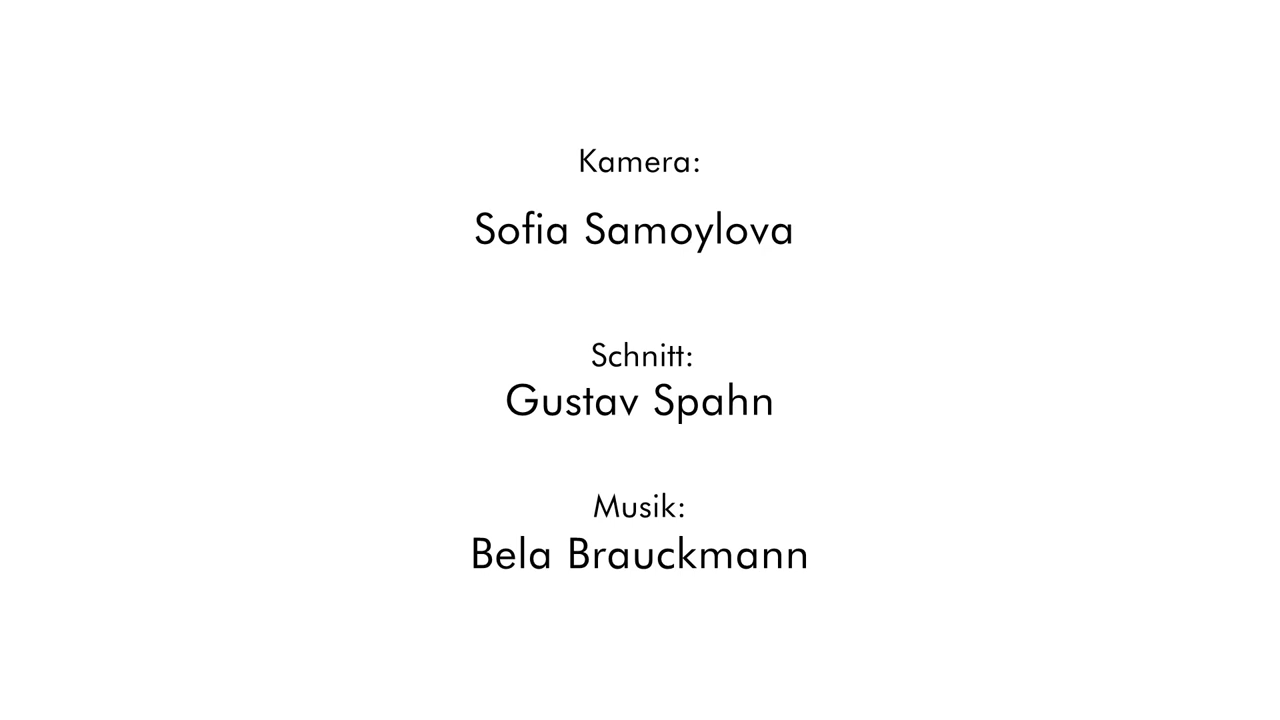 Kamera:
Sofia Samoylova
Schnitt:
Gustav Spahn
Musik:
Bela Brauckmann